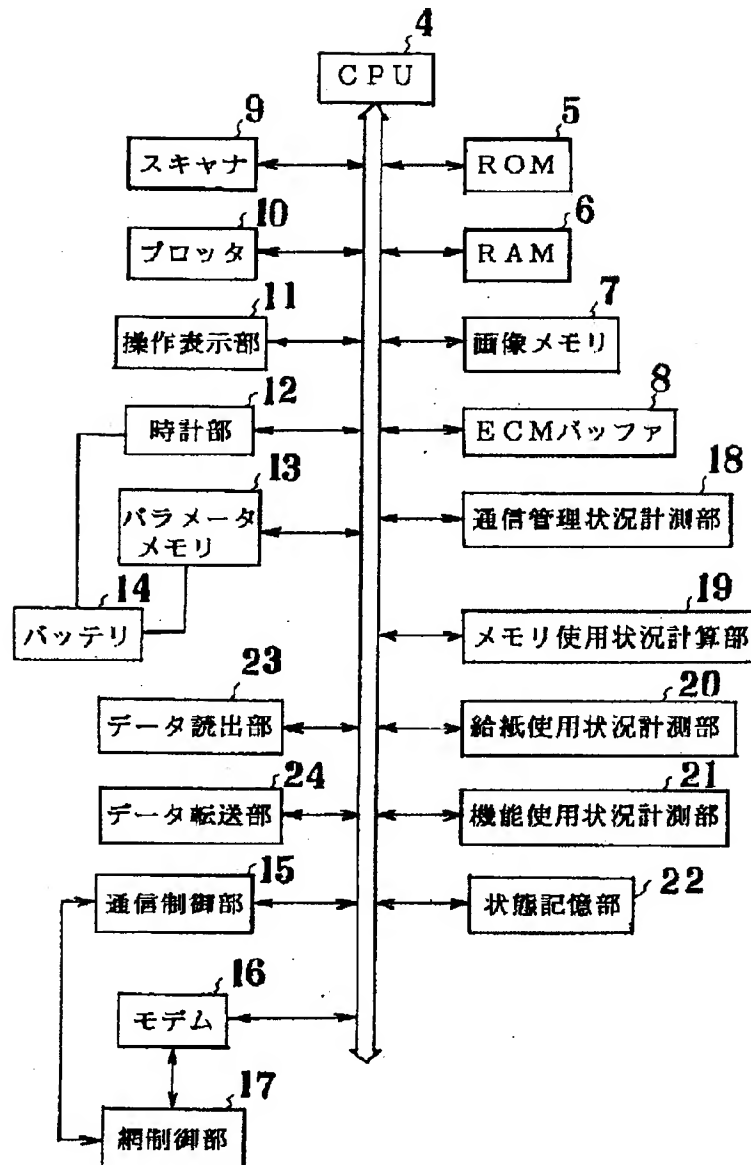 4
CPU
9
スキャナ
5
ROM
10
プロッタ
6
RAM
11
操作表示部
7
画像メモリ
12
時計部
8
ECMバッファ
13
パラメータ
メモリ
18
通信管理状況計測部
14
バッテリ
19
メモリ使用状況計算部
23
データ読出部
20
給紙使用状況計測部
24
データ転送部
21
機能使用状況計測部
15
通信制御部
22
状態記憶部
16
モデム
17
網制御部